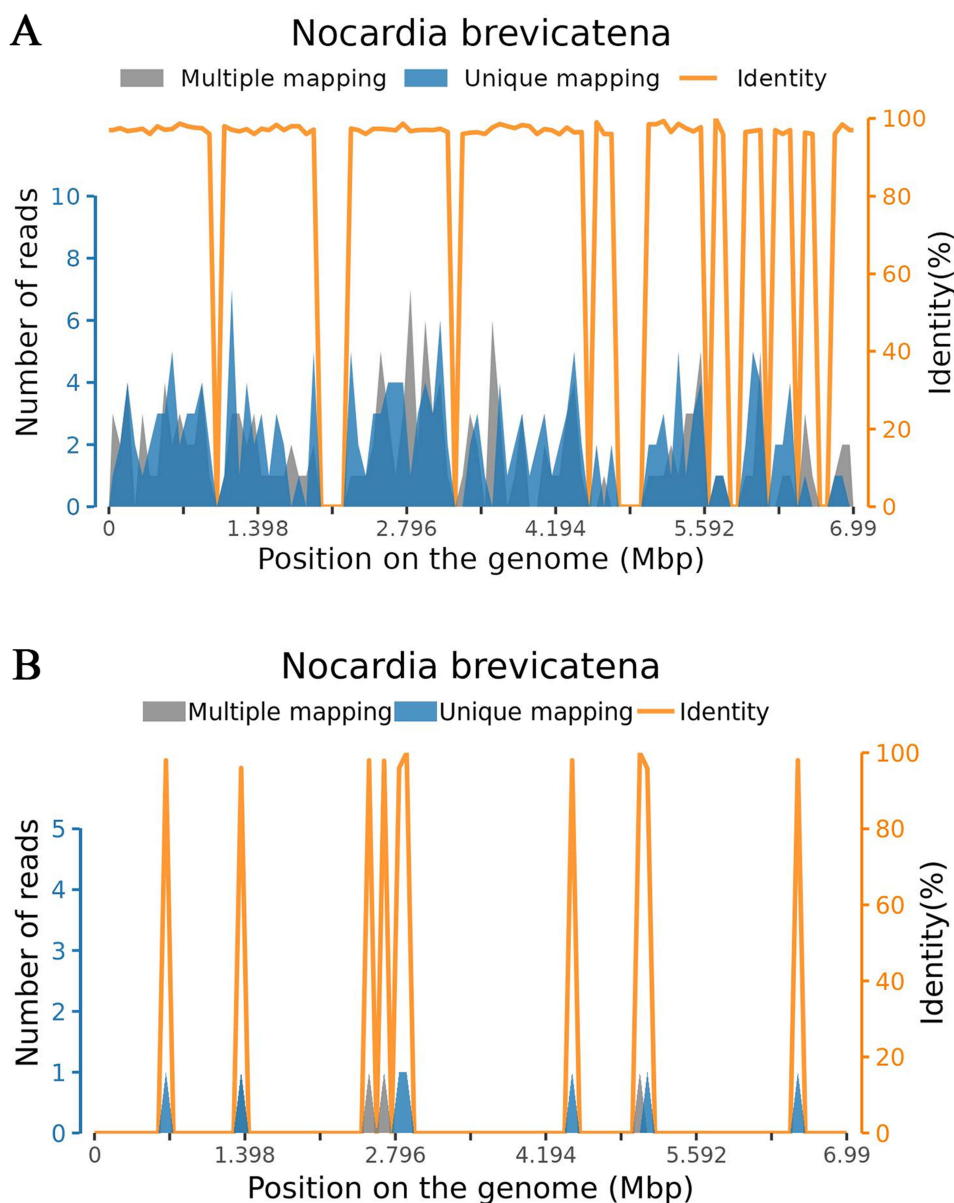 A
Nocardia brevicatena
Multiple mapping Unique mapping Identity
Number of reads
10
8
6
4
2
0
100
80
60
40
20
0
Identity(%)
0 1.398 2.796 4.194 5.592 6.99
Position on the genome (Mbp)
B
Nocardia brevicatena
Multiple mapping Unique mapping Identity
Number of reads
5
4
3
2
1
0
100
80
60
40
20
0
Identity(%)
0 1.398 2.796 4.194 5.592 6.99
Position on the genome (Mbp)